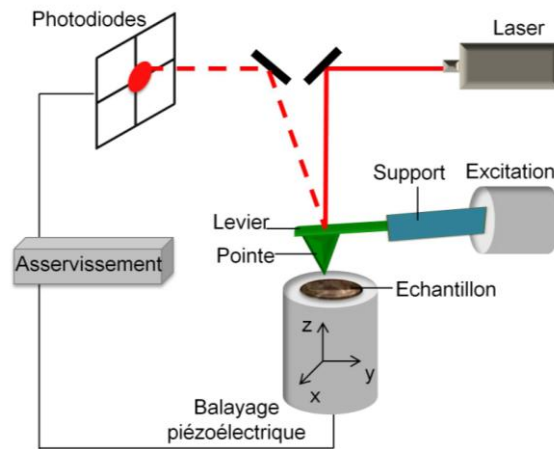 Photodiodes
Laser
Support
Excitation
Levier
Pointe
Asservissement
Echantillon
z
y
x
Balayage
piézoélectrique